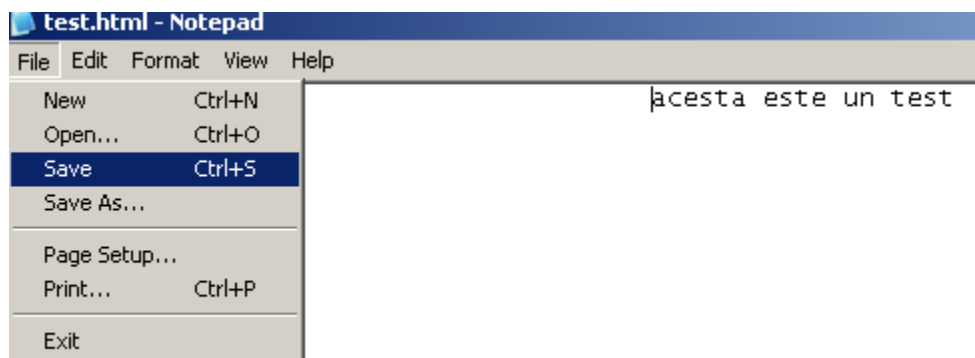 test.html - Notepad
File Edit Format View Help
New Ctrl+N
acesta este un test
Open... Ctrl+O
Save Ctrl+S
Save As...
Page Setup...
Print... Ctrl+P
Exit